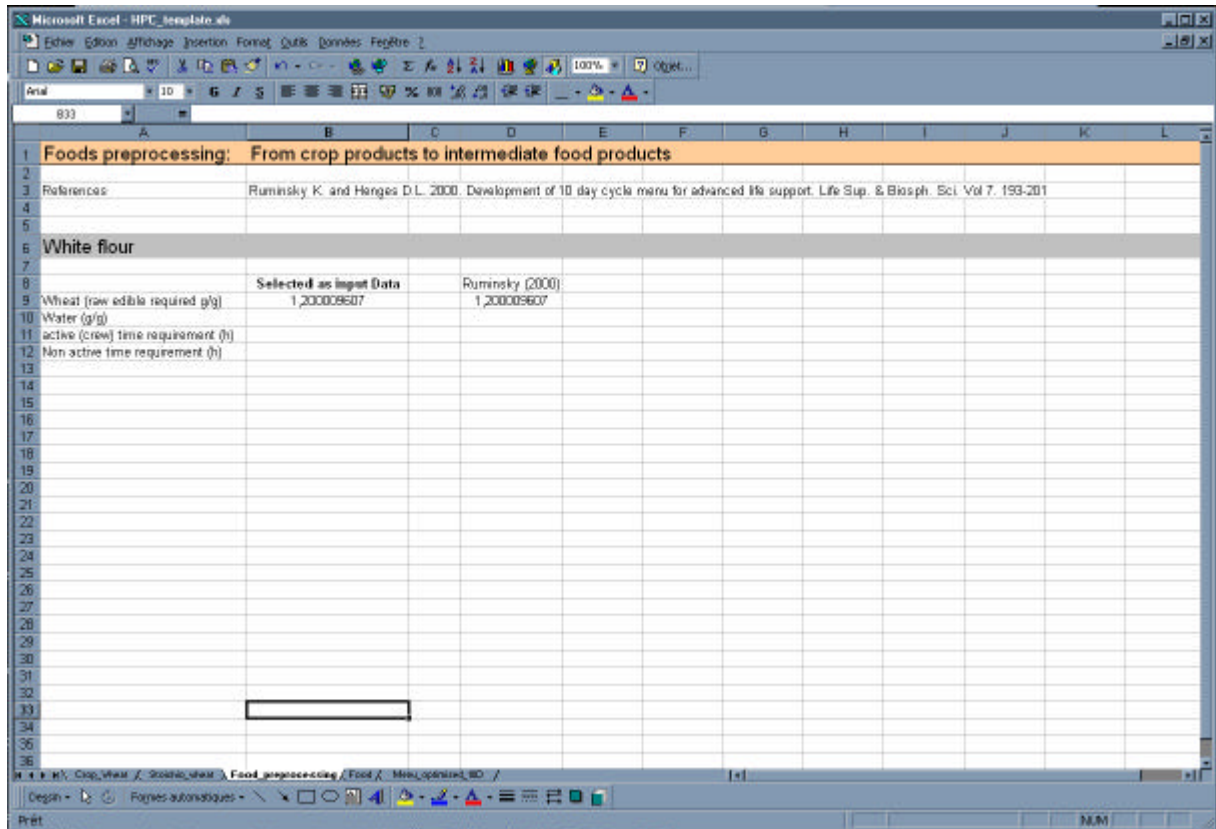 Microsoft Excel - HPC_template.xls
Fichier Edition Affichage Insertion Format Outils Données Fenêtre ?
100% Objet...
Arial 10 G I S
B33 =
A B C D E F G H I J K L
1 Foods preprocessing: From crop products to intermediate food products
2
3 References Ruminsky K. and Henges D.L. 2000. Development of 10 day cycle menu for advanced life support. Life Sup. & Biosph. Sci. Vol 7. 193-201
4
5
6 White flour
7
8 Selected as input Data Ruminsky (2000)
9 Wheat (raw edible required g/g) 1,200009607 1,200009607
10 Water (g/g)
11 active (crew) time requirement (h)
12 Non active time requirement (h)
13
14
15
16
17
18
19
20
21
22
23
24
25
26
27
28
29
30
31
32
33
34
35
36
Crop_Wheat / Stoichio_wheat \ Food_preprocessing / Food / Menu_optimized_
Dessin Formes automatiques
Prêt NUM